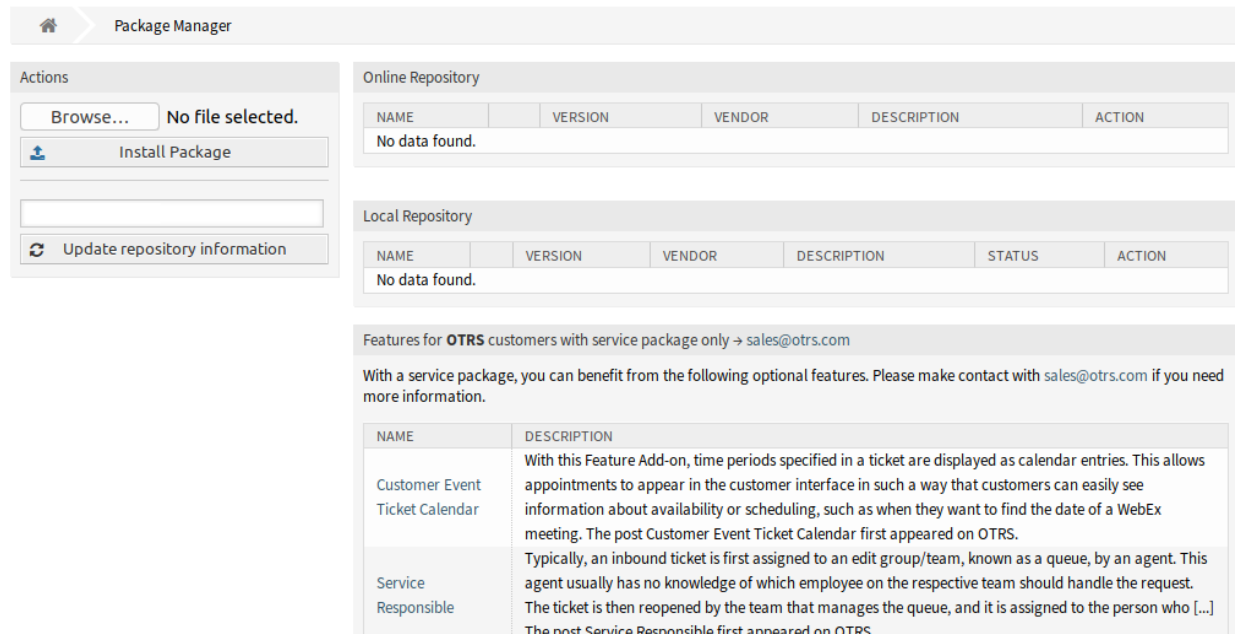 Package Manager
Actions
Browse... No file selected.
Install Package
Update repository information
Online Repository
NAME VERSION VENDOR DESCRIPTION ACTION
No data found.
Local Repository
NAME VERSION VENDOR DESCRIPTION STATUS ACTION
No data found.
Features for OTRS customers with service package only → sales@otrs.com
With a service package, you can benefit from the following optional features. Please make contact with sales@otrs.com if you need
more information.
NAME DESCRIPTION
Customer Event
Ticket Calendar
With this Feature Add-on, time periods specified in a ticket are displayed as calendar entries. This allows
appointments to appear in the customer interface in such a way that customers can easily see
information about availability or scheduling, such as when they want to find the date of a WebEx
meeting. The post Customer Event Ticket Calendar first appeared on OTRS.
Service
Responsible
Typically, an inbound ticket is first assigned to an edit group/team, known as a queue, by an agent. This
agent usually has no knowledge of which employee on the respective team should handle the request.
The ticket is then reopened by the team that manages the queue, and it is assigned to the person who [...]
The post Service Responsible first appeared on OTRS.